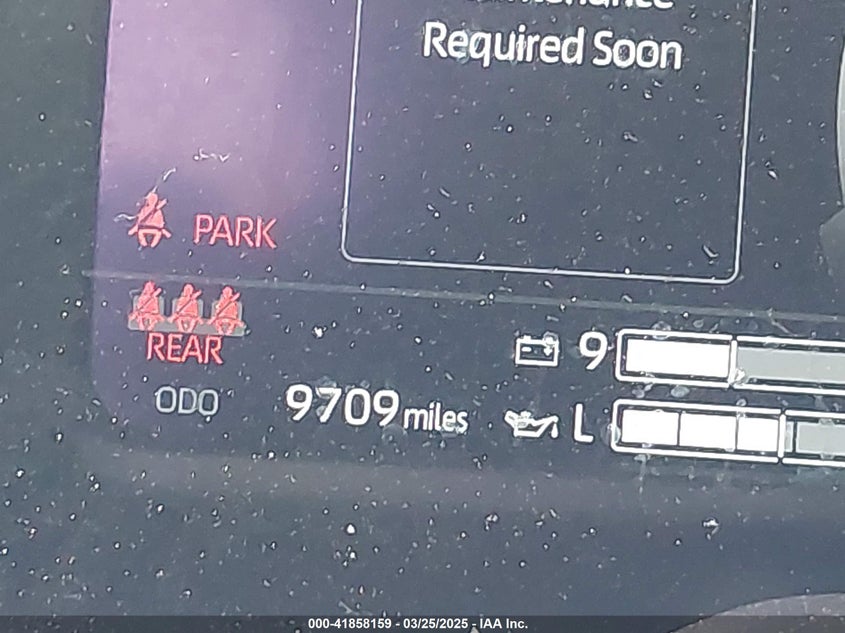 Required Soon
PARK
REAR
9
ODO 9709 miles
L
000-41858159 - 03/25/2025 - IAA Inc.